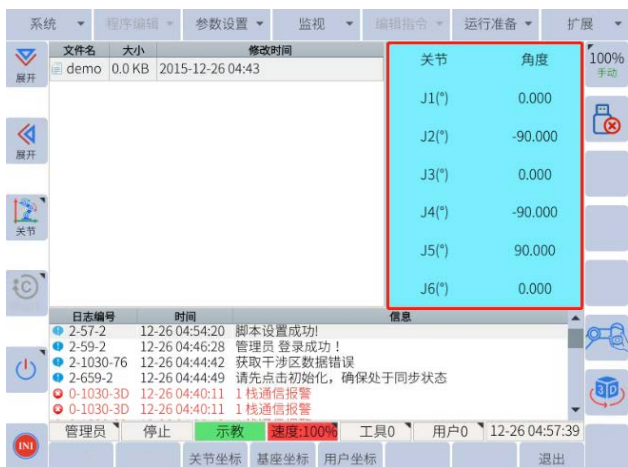 系统 程序编辑 参数设置 监视 编辑指令 运行准备 扩展
文件名 大小 修改时间
demo 0.0 KB 2015-12-26 04:43
关节 角度
J1(°) 0.000
J2(°) -90.000
J3(°) 0.000
J4(°) -90.000
J5(°) 90.000
J6(°) 0.000
展开
展开
关节
100%
手动
日志编号 时间 信息
2-57-2 12-26 04:54:20 脚本设置成功!
2-59-2 12-26 04:46:28 管理员 登录成功！
2-1030-76 12-26 04:44:42 获取干涉区数据错误
2-659-2 12-26 04:44:49 请先点击初始化，确保处于同步状态
0-1030-3D 12-26 04:40:11 1栈通信报警
0-1030-3D 12-26 04:40:11 1栈通信报警
3D
管理员 停止 示教 速度:100% 工具0 用户0 12-26 04:57:39
INI
关节坐标 基座坐标 用户坐标 退出